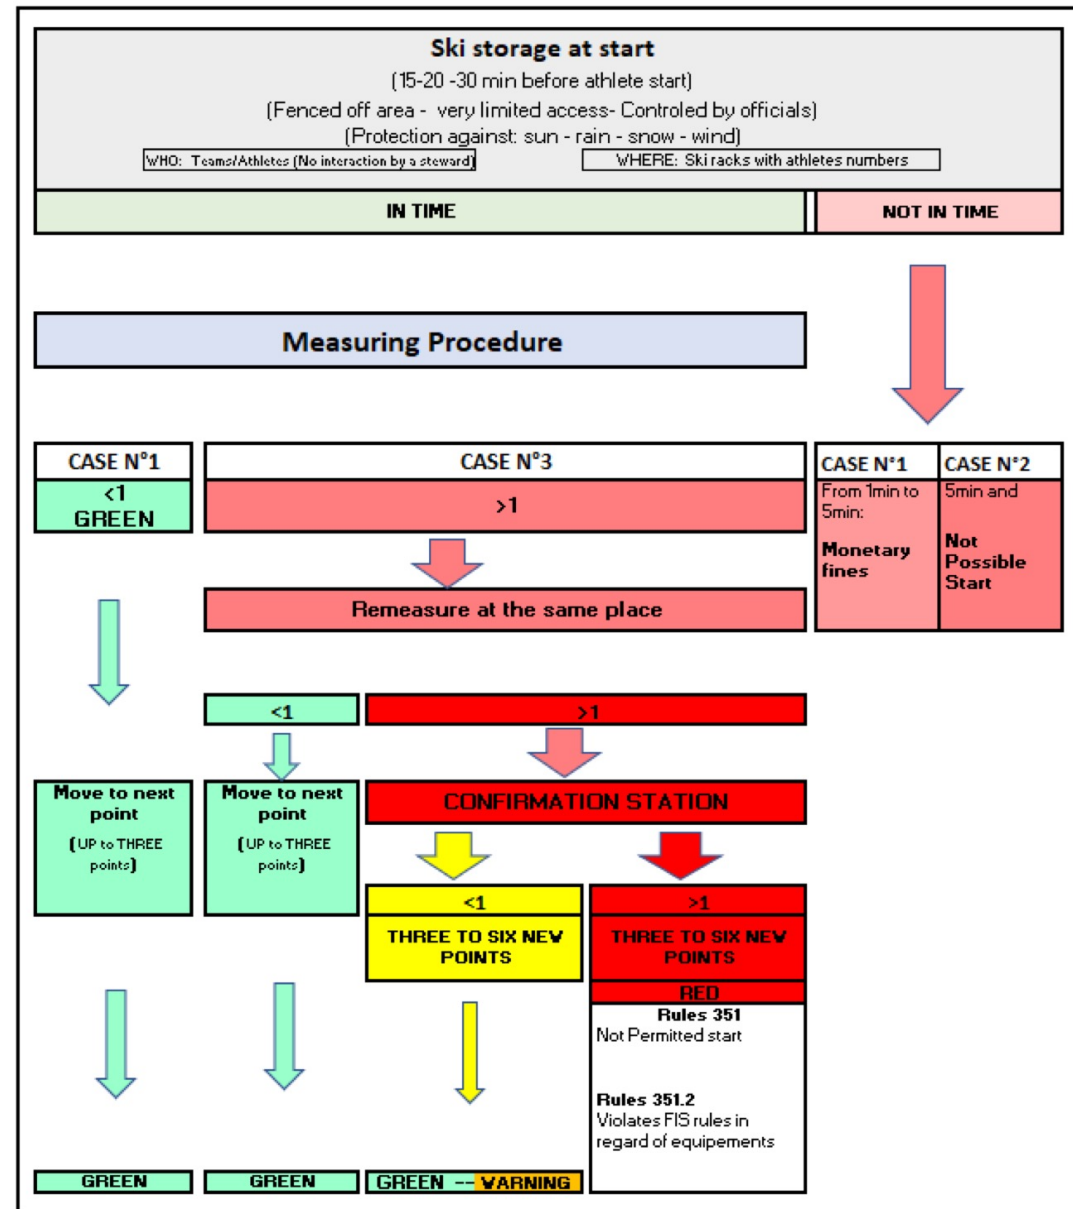 Ski storage at start
(15-20 -30 min before athlete start)
(Fenced off area -  very limited access- Controled by officials)
(Protection against: sun - rain - snow - wind)
WHO:  Teams/Athletes (No interaction by a steward)
WHERE:  Ski racks with athletes numbers
IN TIME
NOT IN TIME
Measuring Procedure
CASE N°1
<1
GREEN
CASE N°3
>1
CASE N°1
From 1min to
5min:
Monetary
fines
CASE N°2
5min and
Not
Possible
Start
Remeasure at the same place
<1
>1
Move to next
point
(UP to THREE
points)
Move to next
point
(UP to THREE
points)
CONFIRMATION STATION
<1
THREE TO SIX NEW
POINTS
>1
THREE TO SIX NEW
POINTS
RED
Rules 351
Not Permitted start
Rules 351.2
Violates FIS rules in
regard of equipements
GREEN
GREEN
GREEN -- WARNING